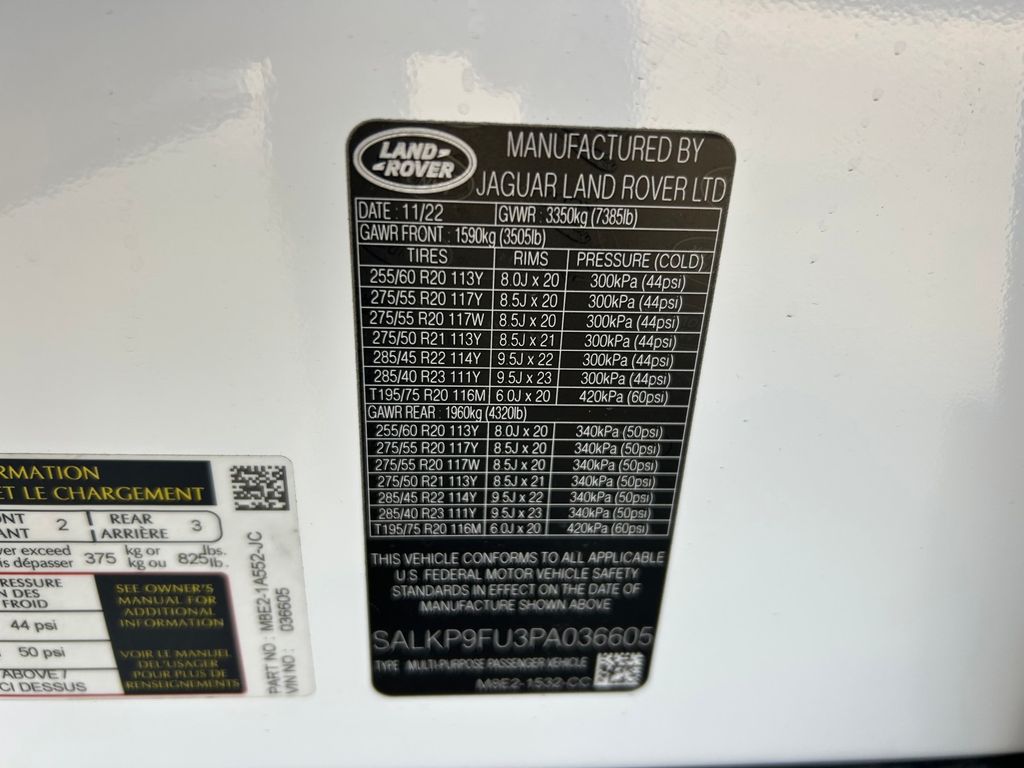 LAND-
-ROVER
MANUFACTURED BY
JAGUAR LAND ROVER LTD
DATE : 11/22 GVWR : 3350kg (7385lb)
GAWR FRONT : 1590kg (3505lb)
TIRES RIMS PRESSURE (COLD)
255/60 R20 113Y 8.0J x 20 300kPa (44psi)
275/55 R20 117Y 8.5J x 20 300kPa (44psi)
275/55 R20 117W 8.5J x 20 300kPa (44psi)
275/50 R21 113Y 8.5J x 21 300kPa (44psi)
285/45 R22 114Y 9.5J x 22 300kPa (44psi)
285/40 R23 111Y 9.5J x 23 300kPa (44psi)
T195/75 R20 116M 6.0J x 20 420kPa (60psi)
GAWR REAR : 1960kg (4320lb)
255/60 R20 113Y 8.0J x 20 340kPa (50psi)
275/55 R20 117Y 8.5J x 20 340kPa (50psi)
275/55 R20 117W 8.5J x 20 340kPa (50psi)
275/50 R21 113Y 8.5J x 21 340kPa (50psi)
285/45 R22 114Y 9.5J x 22 340kPa (50psi)
285/40 R23 111Y 9.5J x 23 340kPa (50psi)
T195/75 R20 116M 6.0J x 20 420kPa (60psi)
THIS VEHICLE CONFORMS TO ALL APPLICABLE
U.S. FEDERAL MOTOR VEHICLE SAFETY
STANDARDS IN EFFECT ON THE DATE OF
MANUFACTURE SHOWN ABOVE
SALKP9FU3PA036605
TYPE : MULTI-PURPOSE PASSENGER VEHICLE
M8E2-1532-CC
RMATION
ET LE CHARGEMENT
ONT 2 REAR 3
ANT ARRIÈRE
ver exceed 375 kg or 825 lbs.
is dépasser kg ou lb.
RESSURE
N DES
FROID
44 psi
50 psi
ABOVE /
CI DESSUS
SEE OWNER'S
MANUAL FOR
ADDITIONAL
INFORMATION
VOIR LE MANUEL
DE L'USAGER
POUR PLUS DE
RENSEIGNEMENTS
PART NO : M8E2-1A552-JC
VIN NO : 036605